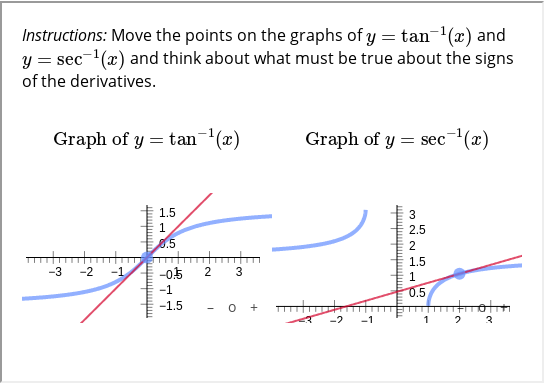 Instructions: Move the points on the graphs of y = tan⁻¹(x) and
y = sec⁻¹(x) and think about what must be true about the signs
of the derivatives.
Graph of y = tan⁻¹(x) Graph of y = sec⁻¹(x)
1.5
1
0.5
−3 −2 −1 1 2 3
−0.5
−1
−1.5
− o +
3
2.5
2
1.5
1
0.5
−3 −2 −1 1 2 3
− o +